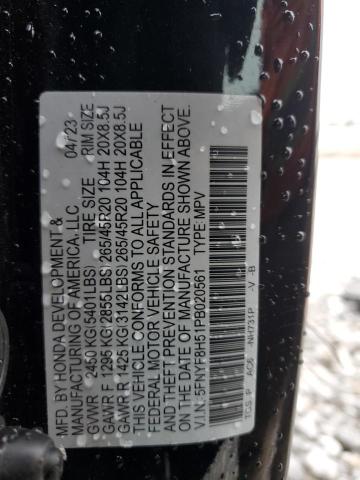 MFD. BY HONDA DEVELOPMENT & 04/23
MANUFACTURING OF AMERICA, LLC.
GVWR 2450 KG(5401LBS) TIRE SIZE RIM SIZE
GAWR F 1295 KG(2855LBS)265/45R20 104H 20X8.5J
GAWR R 1425 KG(3142LBS)265/45R20 104H 20X8.5J
THIS VEHICLE CONFORMS TO ALL APPLICABLE
FEDERAL MOTOR VEHICLE SAFETY
AND THEFT PREVENTION STANDARDS IN EFFECT
ON THE DATE OF MANUFACTURE SHOWN ABOVE.
V.I.N: 5FNYF8H51PB020561 TYPE: MPV
TGS P AC6 -NH731P -V -B